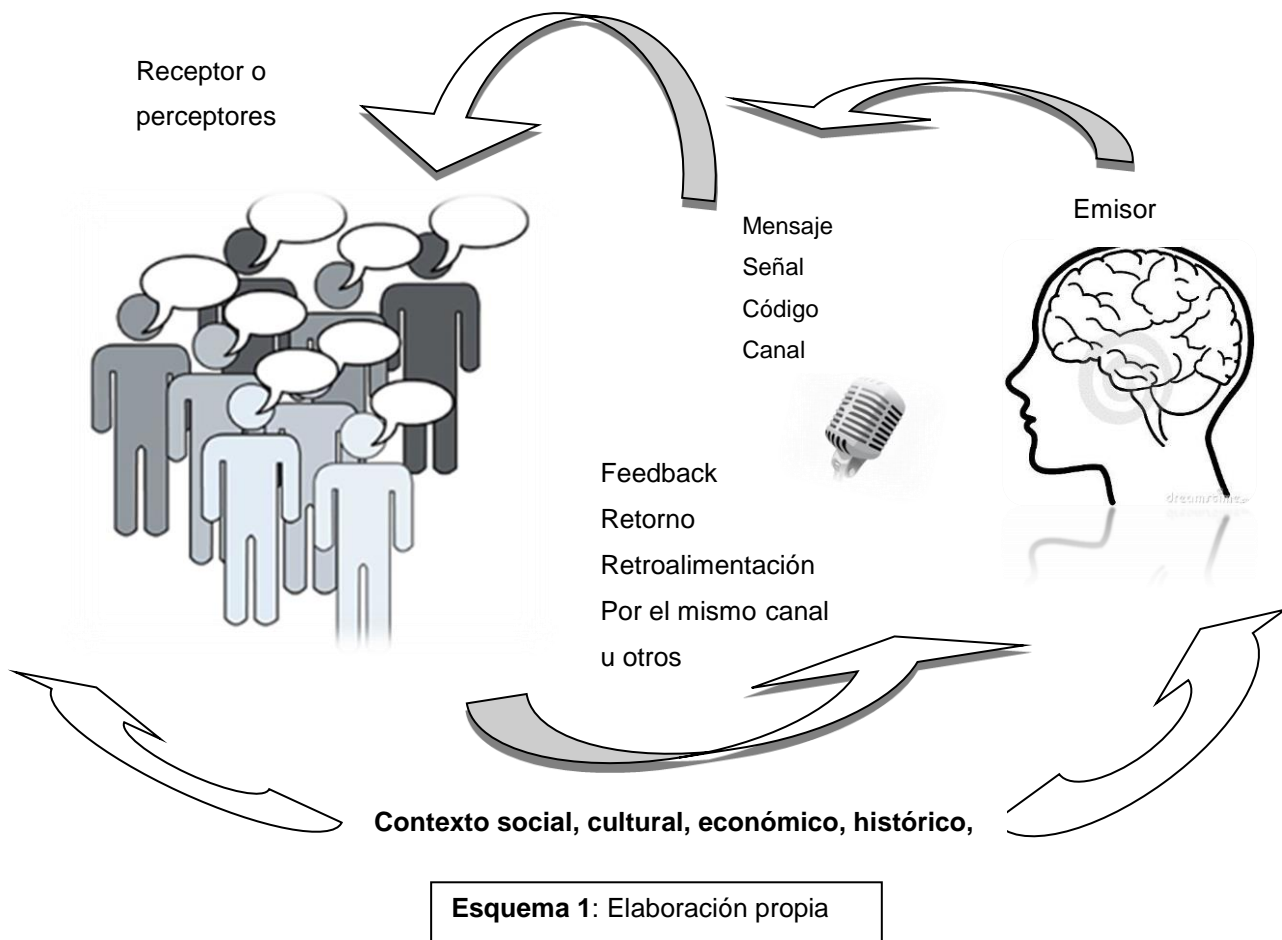 Receptor o
perceptores
Emisor
Mensaje
Señal
Código
Canal
dreamstime
Feedback
Retorno
Retroalimentación
Por el mismo canal
u otros
Contexto social, cultural, económico, histórico,
Esquema 1: Elaboración propia